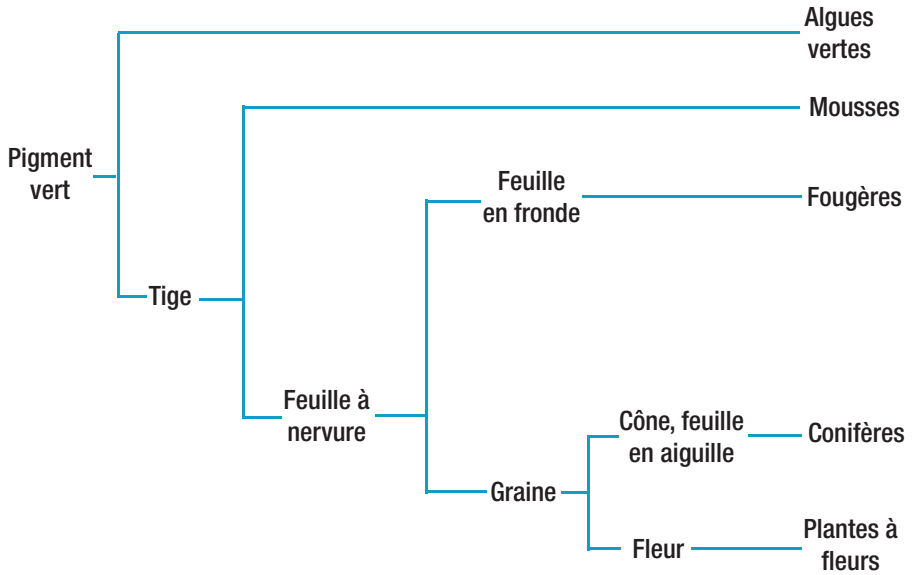 Algues
vertes
Mousses
Pigment
vert
Feuille
en fronde
Fougères
Tige
Feuille à
nervure
Cône, feuille
en aiguille
Conifères
Graine
Fleur
Plantes à
fleurs